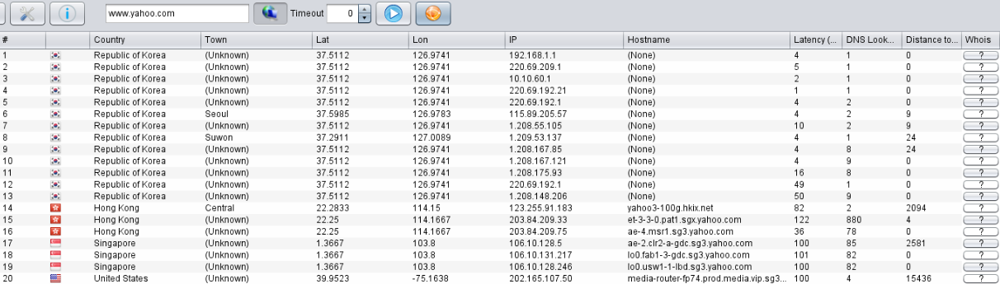 www.yahoo.com Timeout 0
# Country Town Lat Lon IP Hostname Latency (... DNS Look... Distance to... Whois
1 Republic of Korea (Unknown) 37.5112 126.9741 192.168.1.1 (None) 4 1 0 ?
2 Republic of Korea (Unknown) 37.5112 126.9741 220.69.209.1 (None) 5 1 0 ?
3 Republic of Korea (Unknown) 37.5112 126.9741 10.10.60.1 (None) 2 1 0 ?
4 Republic of Korea (Unknown) 37.5112 126.9741 220.69.192.21 (None) 1 1 0 ?
5 Republic of Korea (Unknown) 37.5112 126.9741 220.69.192.1 (None) 4 2 0 ?
6 Republic of Korea Seoul 37.5985 126.9783 115.89.205.57 (None) 4 2 9 ?
7 Republic of Korea (Unknown) 37.5112 126.9741 1.208.55.105 (None) 10 2 9 ?
8 Republic of Korea Suwon 37.2911 127.0089 1.209.53.137 (None) 4 1 24 ?
9 Republic of Korea (Unknown) 37.5112 126.9741 1.208.167.85 (None) 4 8 24 ?
10 Republic of Korea (Unknown) 37.5112 126.9741 1.208.167.121 (None) 4 9 0 ?
11 Republic of Korea (Unknown) 37.5112 126.9741 1.208.175.93 (None) 16 8 0 ?
12 Republic of Korea (Unknown) 37.5112 126.9741 220.69.192.1 (None) 49 1 0 ?
13 Republic of Korea (Unknown) 37.5112 126.9741 1.208.148.206 (None) 50 9 0 ?
14 Hong Kong Central 22.2833 114.15 123.255.91.183 yahoo3-100g.hkix.net 82 2 2094 ?
15 Hong Kong (Unknown) 22.25 114.1667 203.84.209.33 et-3-3-0.pat1.sgx.yahoo.com 122 880 4 ?
16 Hong Kong (Unknown) 22.25 114.1667 203.84.209.75 ae-4.msr1.sg3.yahoo.com 36 78 0 ?
17 Singapore (Unknown) 1.3667 103.8 106.10.128.5 ae-2.clr2-a-gdc.sg3.yahoo.com 100 85 2581 ?
18 Singapore (Unknown) 1.3667 103.8 106.10.131.217 lo0.fab1-3-gdc.sg3.yahoo.com 101 82 0 ?
19 Singapore (Unknown) 1.3667 103.8 106.10.128.246 lo0.usw1-1-lbd.sg3.yahoo.com 100 82 0 ?
20 United States (Unknown) 39.9523 -75.1638 202.165.107.50 media-router-fp74.prod.media.vip.sg3... 100 4 15436 ?